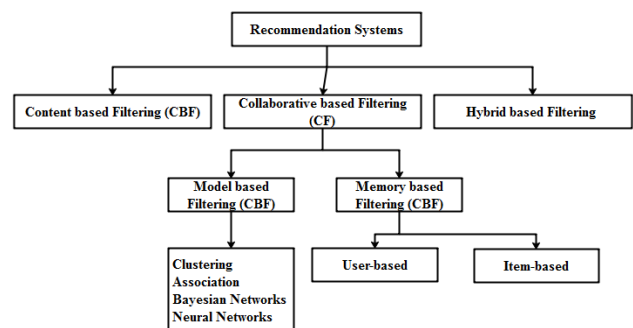 Recommendation Systems
Content based Filtering (CBF)
Collaborative based Filtering
(CF)
Hybrid based Filtering
Model based
Filtering (CBF)
Memory based
Filtering (CBF)
Clustering
Association
Bayesian Networks
Neural Networks
User-based
Item-based